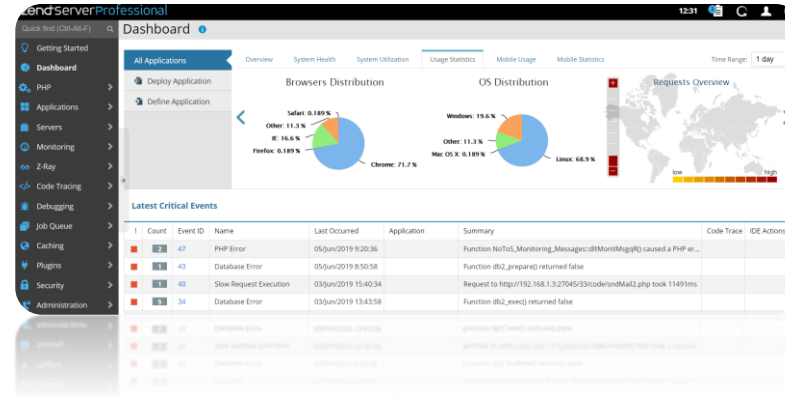 Zend Server Professional
12:31
Quick find (Ctrl-Alt-F)
Dashboard
Getting Started
Dashboard
PHP
Applications
Servers
Monitoring
Z-Ray
Code Tracing
Debugging
Job Queue
Caching
Plugins
Security
Administration
All Applications
Deploy Application
Define Application
Overview System Health System Utilization Usage Statistics Mobile Usage Mobile Statistics Time Range: 1 day
Browsers Distribution
Safari: 0.189 %
Other: 11.3 %
IE: 16.6 %
Firefox: 0.189 %
Chrome: 71.7 %
OS Distribution
Windows: 19.6 %
Other: 11.3 %
Mac OS X: 0.189 %
Linux: 68.9 %
Requests Overview
low high
Latest Critical Events
! Count Event ID Name Last Occurred Application Summary Code Trace IDE Actions
2 47 PHP Error 05/Jun/2019 9:20:36 Function NoToS_Monitoring_Messages::dltMonitMsgqR() caused a PHP er...
1 43 Database Error 05/Jun/2019 8:50:58 Function db2_prepare() returned false
1 40 Slow Request Execution 03/Jun/2019 15:40:34 Request to http://192.168.1.3:27045/33/code/sndMail2.php took 11491ms
5 34 Database Error 03/Jun/2019 13:43:58 Function db2_exec() returned false